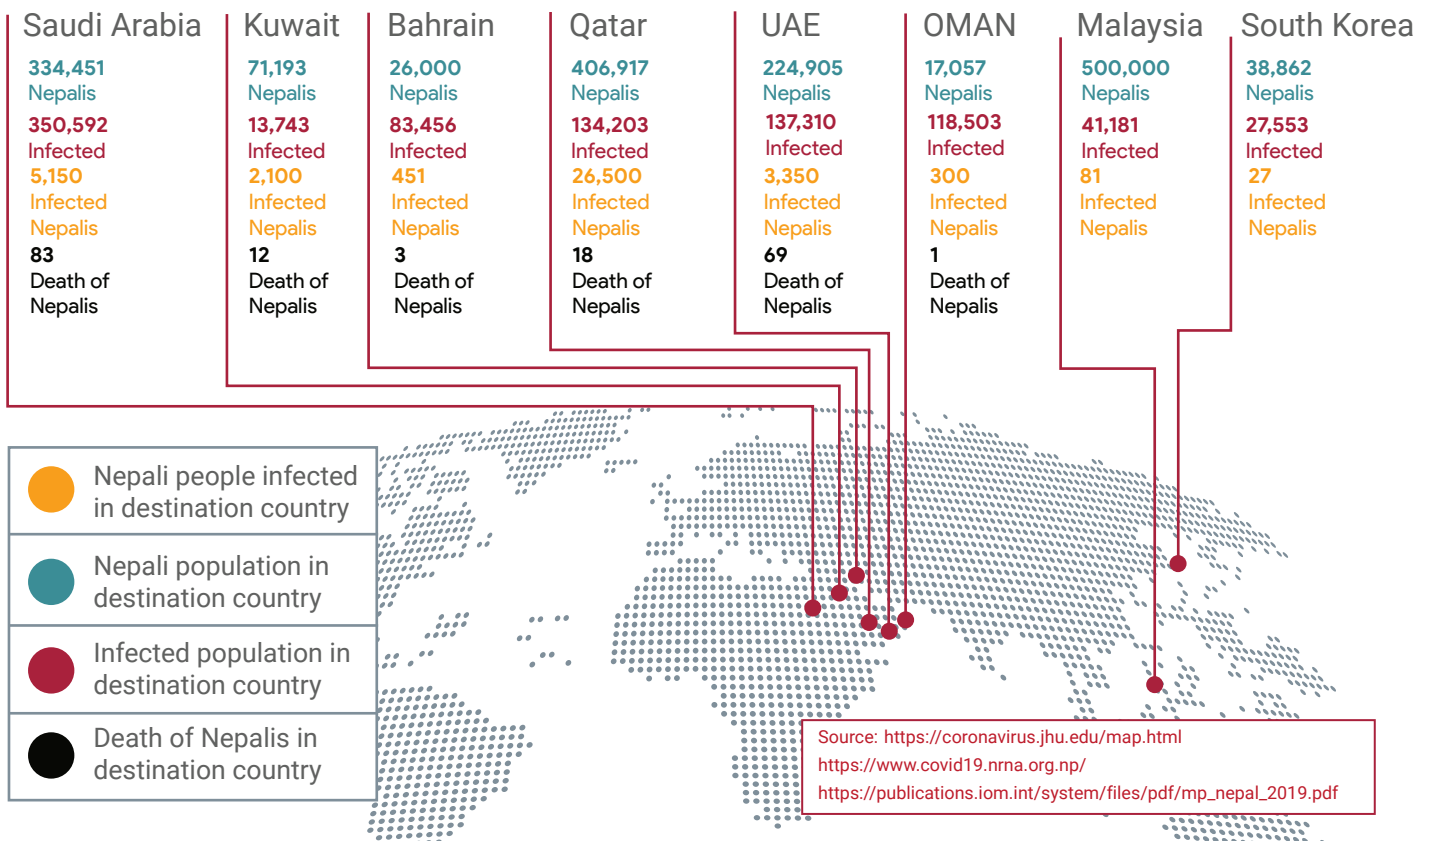 Saudi Arabia
334,451
Nepalis
350,592
Infected
5,150
Infected
Nepalis
83
Death of
Nepalis
Kuwait
71,193
Nepalis
13,743
Infected
2,100
Infected
Nepalis
12
Death of
Nepalis
Bahrain
26,000
Nepalis
83,456
Infected
451
Infected
Nepalis
3
Death of
Nepalis
Qatar
406,917
Nepalis
134,203
Infected
26,500
Infected
Nepalis
18
Death of
Nepalis
UAE
224,905
Nepalis
137,310
Infected
3,350
Infected
Nepalis
69
Death of
Nepalis
OMAN
17,057
Nepalis
118,503
Infected
300
Infected
Nepalis
1
Death of
Nepalis
Malaysia
500,000
Nepalis
41,181
Infected
81
Infected
Nepalis
South Korea
38,862
Nepalis
27,553
Infected
27
Infected
Nepalis
Nepali people infected
in destination country
Nepali population in
destination country
Infected population in
destination country
Death of Nepalis in
destination country
Source: https://coronavirus.jhu.edu/map.html
https://www.covid19.nrna.org.np/
https://publications.iom.int/system/files/pdf/mp_nepal_2019.pdf